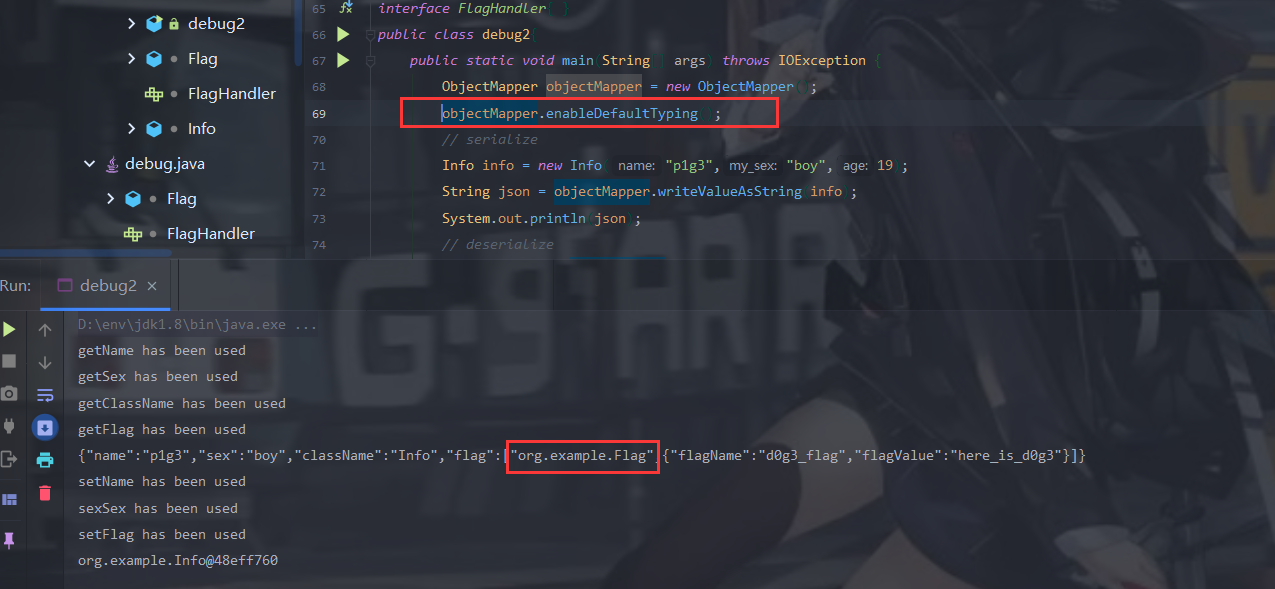 debug2
Flag
FlagHandler
Info
debug.java
Flag
FlagHandler
65 interface FlagHandler{ }
66 public class debug2{
67 public static void main(String[] args) throws IOException {
68 ObjectMapper objectMapper = new ObjectMapper();
69 objectMapper.enableDefaultTyping();
70 // serialize
71 Info info = new Info( name: "p1g3", my_sex: "boy", age: 19);
72 String json = objectMapper.writeValueAsString(info);
73 System.out.println(json);
74 // deserialize
Run: debug2 ×
D:\env\jdk1.8\bin\java.exe ...
getName has been used
getSex has been used
getClassName has been used
getFlag has been used
{"name":"p1g3","sex":"boy","className":"Info","flag":["org.example.Flag",{"flagName":"d0g3_flag","flagValue":"here_is_d0g3"}]}
setName has been used
sexSex has been used
setFlag has been used
org.example.Info@48eff760